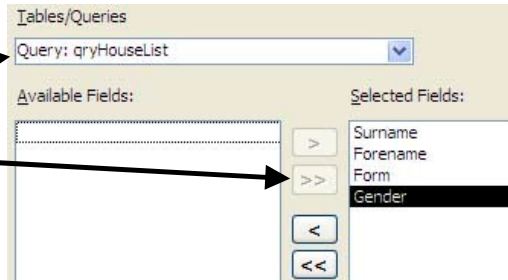 Tables/Queries
Query: qryHouseList
Available Fields:
Selected Fields:
>
>>
<
<<
Surname
Forename
Form
Gender